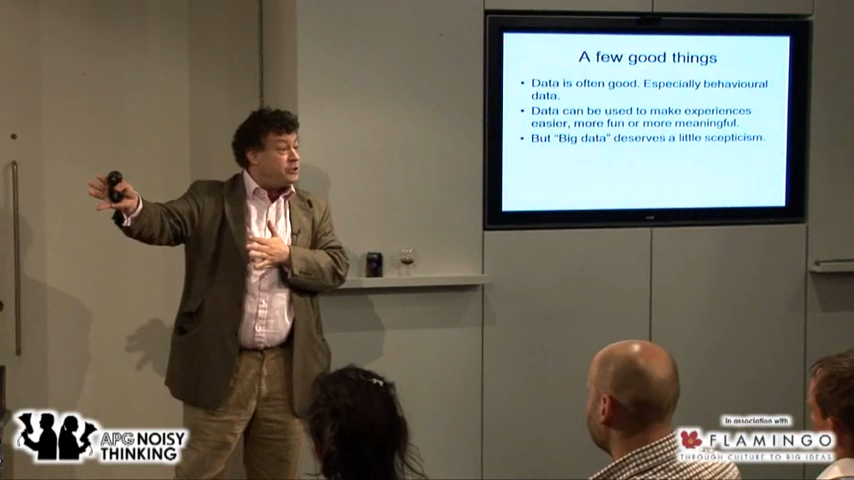 A few good things
• Data is often good. Especially behavioural
data.
• Data can be used to make experiences
easier, more fun or more meaningful.
• But "Big data" deserves a little scepticism.
APG NOISY
THINKING
In association with
FLAMINGO
THROUGH CULTURE TO BIG IDEAS